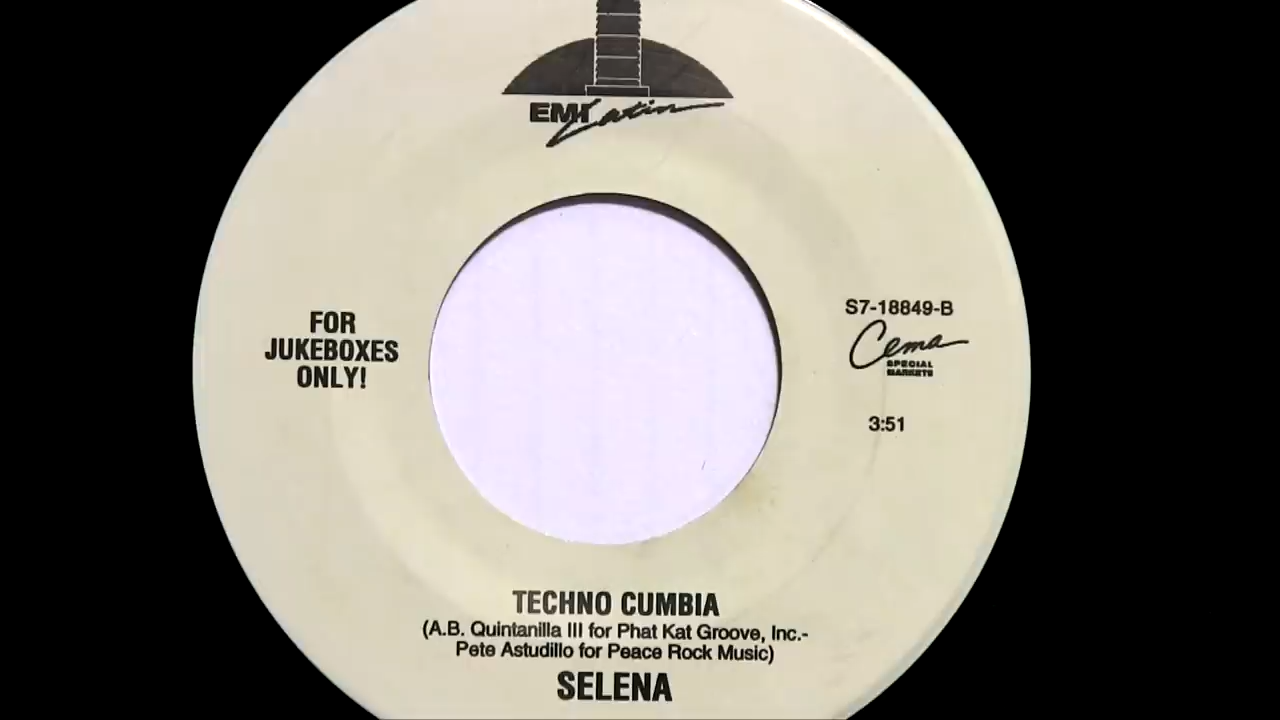 EMI Latin
FOR
JUKEBOXES
ONLY!
S7-18849-B
Cema
SPECIAL
MARKETS
3:51
TECHNO CUMBIA
(A.B. Quintanilla III for Phat Kat Groove, Inc.-
Pete Astudillo for Peace Rock Music)
SELENA